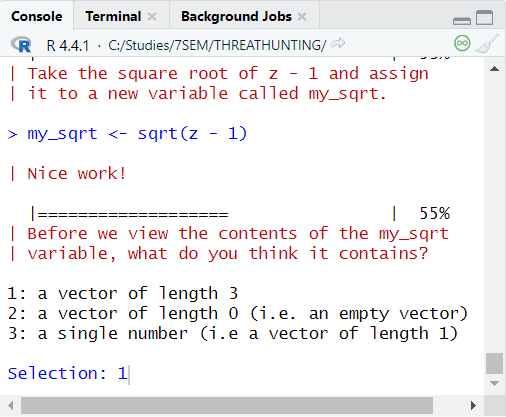 Console Terminal Background Jobs
R 4.4.1 · C:/Studies/7SEM/THREATHUNTING/
| Take the square root of z - 1 and assign
| it to a new variable called my_sqrt.
> my_sqrt <- sqrt(z - 1)
| Nice work!
|=================== | 55%
| Before we view the contents of the my_sqrt
| variable, what do you think it contains?
1: a vector of length 3
2: a vector of length 0 (i.e. an empty vector)
3: a single number (i.e a vector of length 1)
Selection: 1